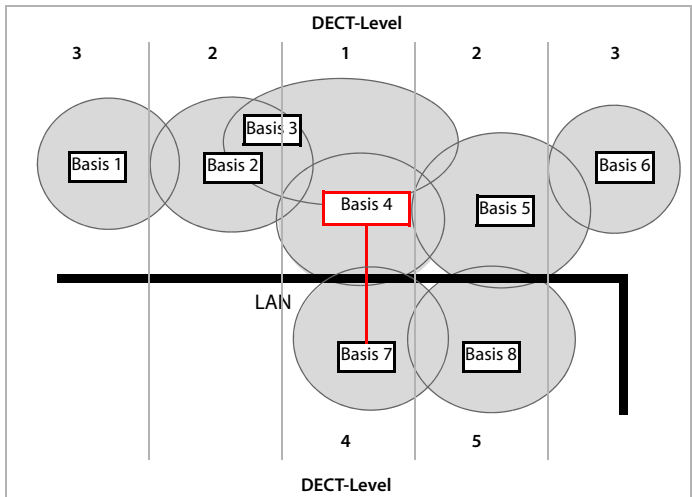 DECT-Level
3 2 1 2 3
Basis 3
Basis 1 Basis 2 Basis 6
Basis 4 Basis 5
LAN
Basis 7 Basis 8
4 5
DECT-Level